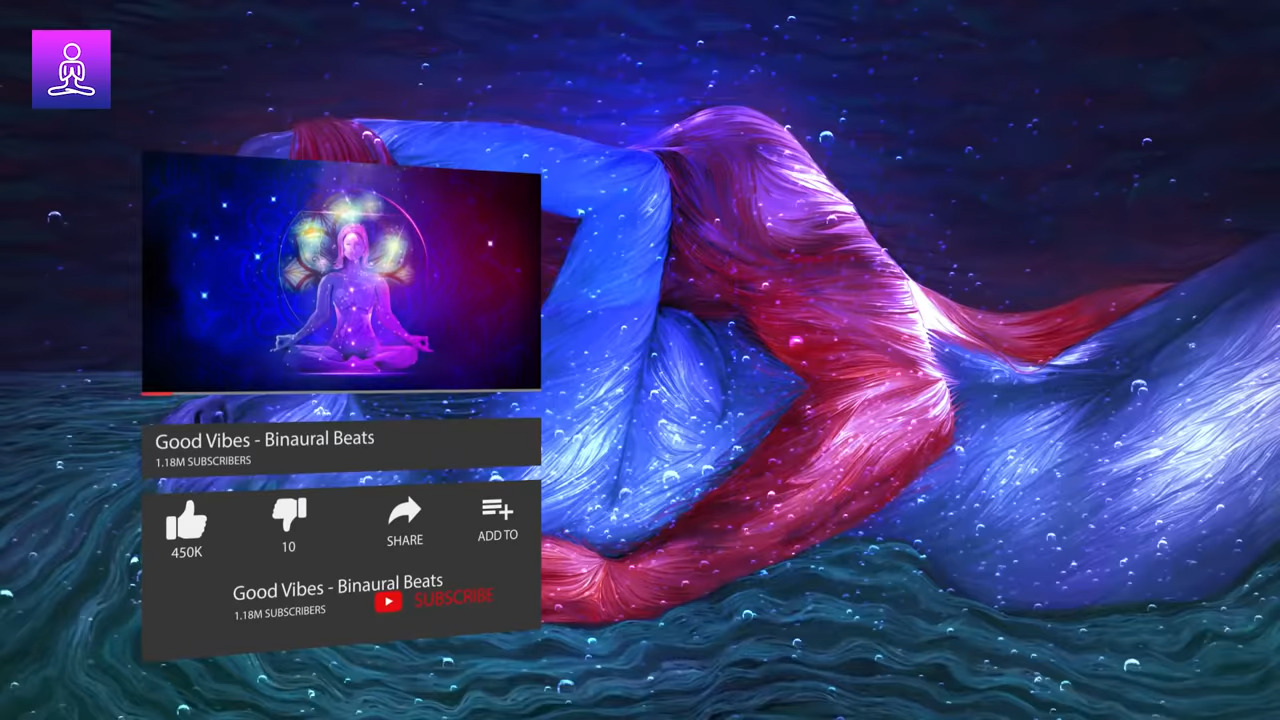 Good Vibes - Binaural Beats
1.18M SUBSCRIBERS
450K
10
SHARE
ADD TO
Good Vibes - Binaural Beats
1.18M SUBSCRIBERS
SUBSCRIBE